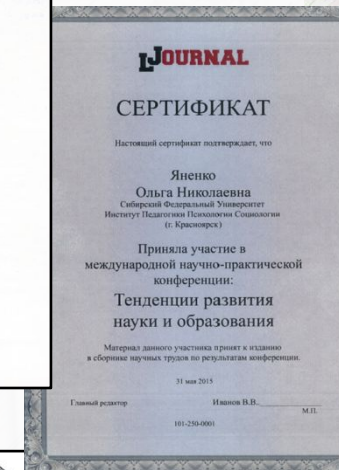 LJOURNAL
СЕРТИФИКАТ
Настоящий сертификат подтверждает, что
Яненко
Ольга Николаевна
Сибирский Федеральный Университет
Институт Педагогики Психологии Социологии
(г. Красноярск)
Приняла участие в
международной научно-практической
конференции:
Тенденции развития
науки и образования
Материал данного участника принят к изданию
в сборнике научных трудов по результатам конференции.
31 мая 2015
Главный редактор Иванов В.В.
М.П.
101-250-0001